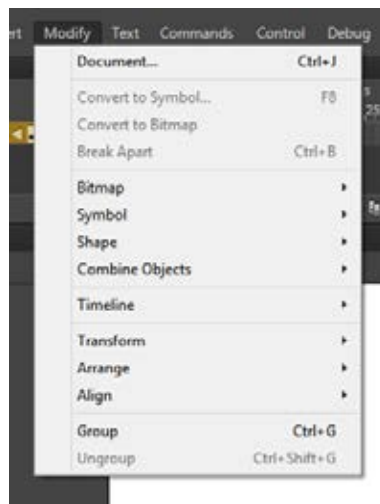 Modify Text Commands Control Debug
Document... Ctrl+J
Convert to Symbol... F8
Convert to Bitmap
Break Apart Ctrl+B
Bitmap
Symbol
Shape
Combine Objects
Timeline
Transform
Arrange
Align
Group Ctrl+G
Ungroup Ctrl+Shift+G